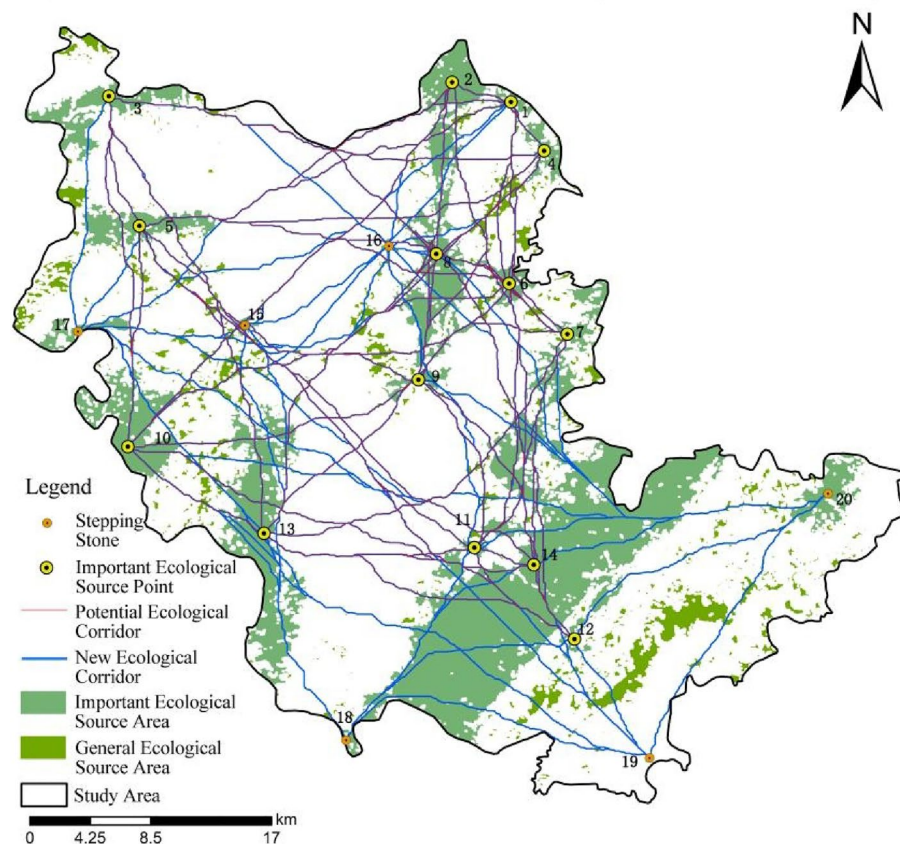 N
2
3
1
4
5
16
8
6
15
17
7
9
10
Legend
20
11
13
Stepping
Stone
14
Important Ecological
Source Point
Potential Ecological
Corridor
12
New Ecological
Corridor
Important Ecological
Source Area
18
General Ecological
Source Area
19
Study Area
km
0 4.25 8.5 17